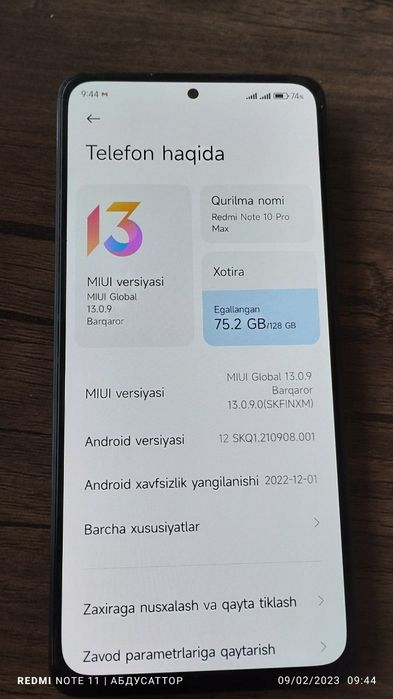 9:44 M
74%
Telefon haqida
13
MIUI versiyasi
MIUI Global
13.0.9
Barqaror
Qurilma nomi
Redmi Note 10 Pro
Max
Xotira
Egallangan
75.2 GB/128 GB
MIUI versiyasi
MIUI Global 13.0.9
Barqaror
13.0.9.0(SKFINXM)
Android versiyasi
12 SKQ1.210908.001
Android xavfsizlik yangilanishi
2022-12-01
Barcha xususiyatlar
Zaxiraga nusxalash va qayta tiklash
Zavod parametrlariga qaytarish
REDMI NOTE 11 | АБДУСАТТОР
09/02/2023 09:44